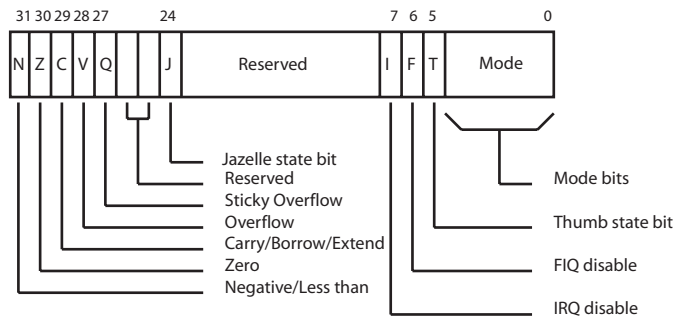 31 30 29 28 27 24 7 6 5 0
N Z C V Q J Reserved I F T Mode
Jazelle state bit
Reserved
Sticky Overflow
Overflow
Carry/Borrow/Extend
Zero
Negative/Less than
Mode bits
Thumb state bit
FIQ disable
IRQ disable